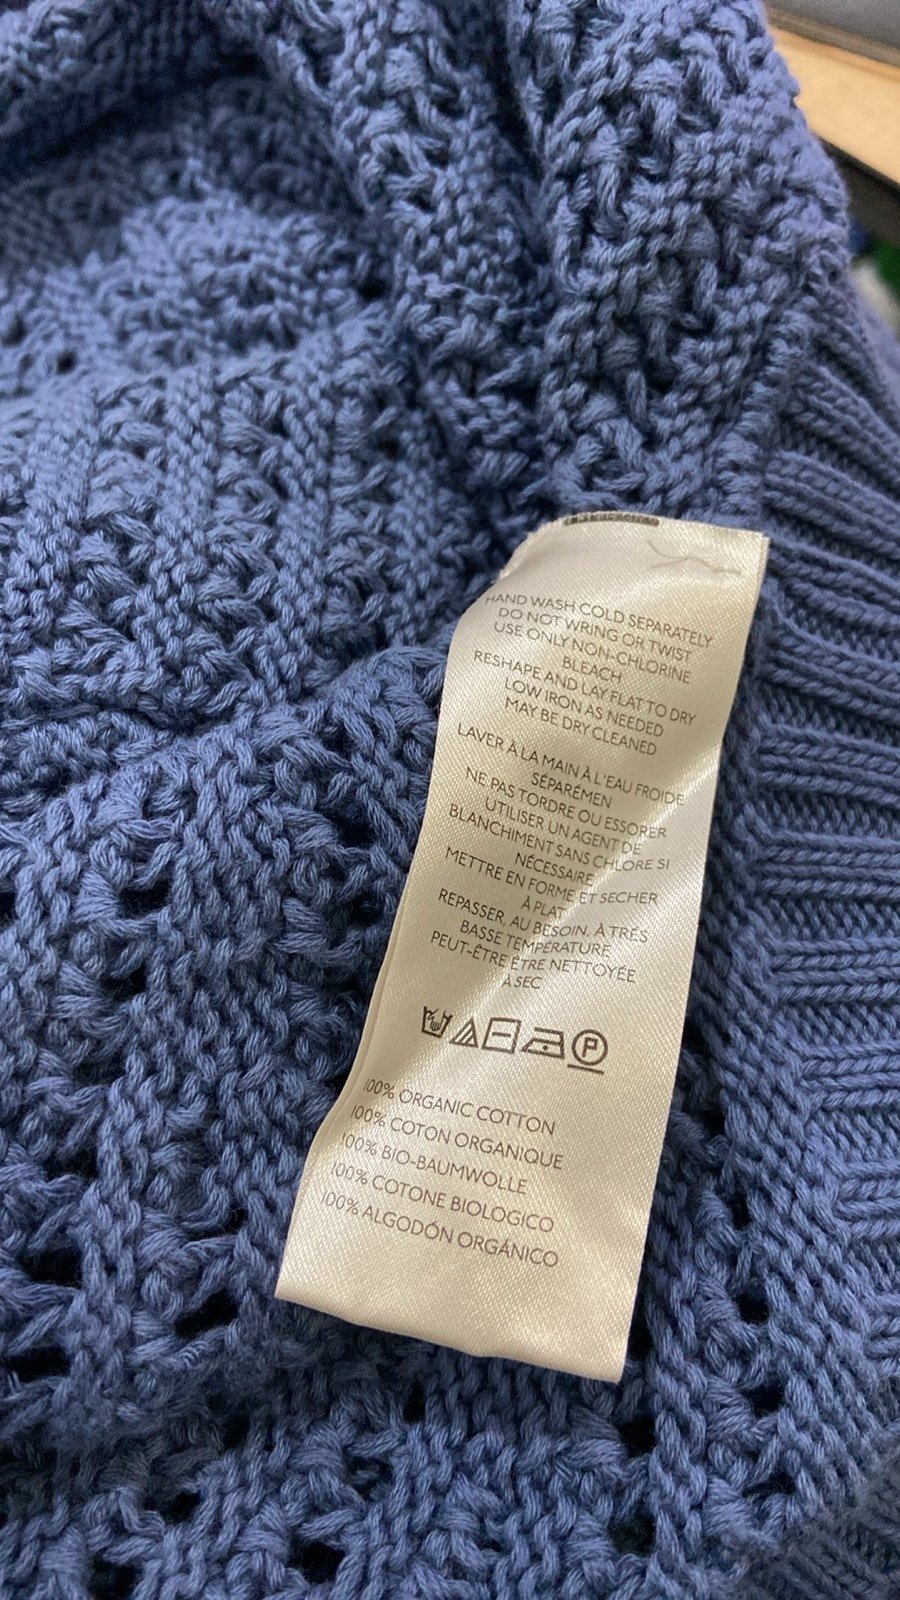 HAND WASH COLD SEPARATELY
DO NOT WRING OR TWIST
USE ONLY NON-CHLORINE
BLEACH
RESHAPE AND LAY FLAT TO DRY
LOW IRON AS NEEDED
MAY BE DRY CLEANED
LAVER À LA MAIN À L'EAU FROIDE
SÉPARÉMEN
NE PAS TORDRE OU ESSORER
UTILISER UN AGENT DE
BLANCHIMENT SANS CHLORE SI
NÉCESSAIRE
METTRE EN FORME ET SECHER
À PLAT
REPASSER, AU BESOIN, À TRÈS
BASSE TEMPÉRATURE
PEUT-ÊTRE ÊTRE NETTOYÉE
À SEC
P
100% ORGANIC COTTON
100% COTON ORGANIQUE
100% BIO-BAUMWOLLE
100% COTONE BIOLOGICO
100% ALGODÓN ORGÁNICO